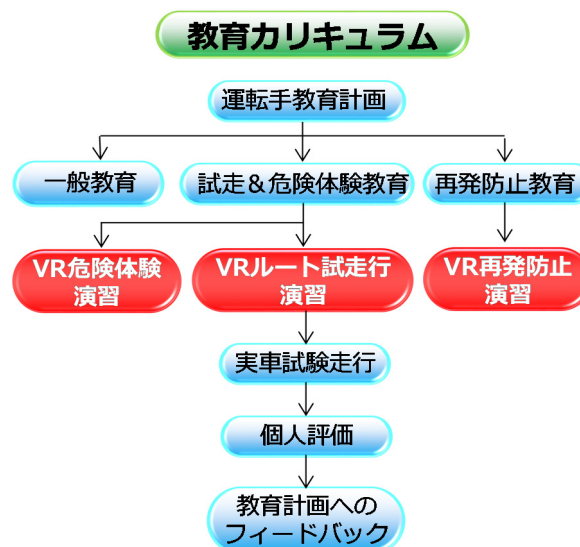 教育カリキュラム
運転手教育計画
一般教育
試走＆危険体験教育
再発防止教育
VR危険体験
演習
VRルート試走行
演習
VR再発防止
演習
実車試験走行
個人評価
教育計画への
フィードバック